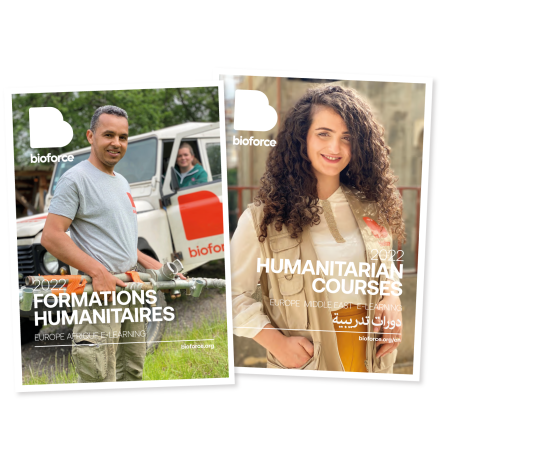 bioforce
bioforce
2022
FORMATIONS
HUMANITAIRES
EUROPE AFRIQUE E-LEARNING
bioforce.org
bioforce
2022
HUMANITARIAN
COURSES
EUROPE MIDDLE EAST E-LEARNING
دورات تدريبية
bioforce.org/en